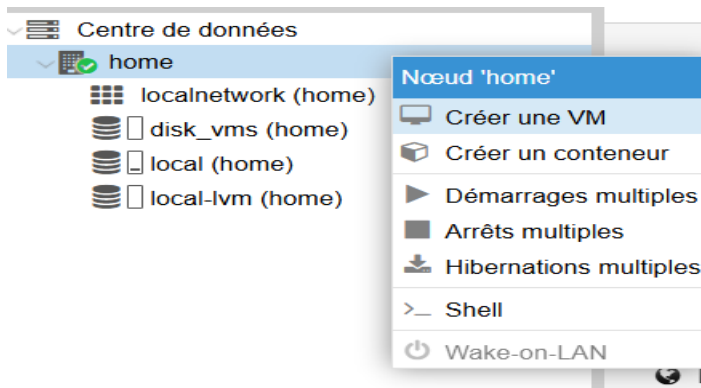 Centre de données
home
localnetwork (home)
disk_vms (home)
local (home)
local-lvm (home)
Nœud 'home'
Créer une VM
Créer un conteneur
Démarrages multiples
Arrêts multiples
Hibernations multiples
>_ Shell
Wake-on-LAN